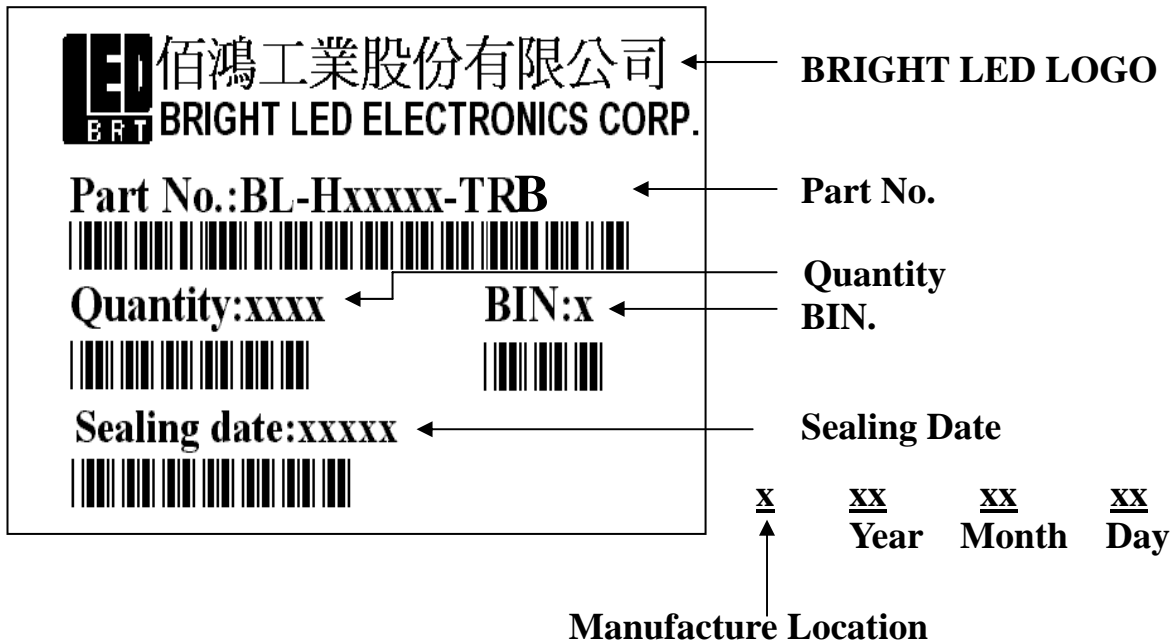 LED
BRT
佰鴻工業股份有限公司
BRIGHT LED ELECTRONICS CORP.
BRIGHT LED LOGO
Part No.:BL-Hxxxxx-TRB
Part No.
Quantity:xxxx
Quantity
BIN:x
BIN.
Sealing date:xxxxx
Sealing Date
x xx xx xx
Year Month Day
Manufacture Location